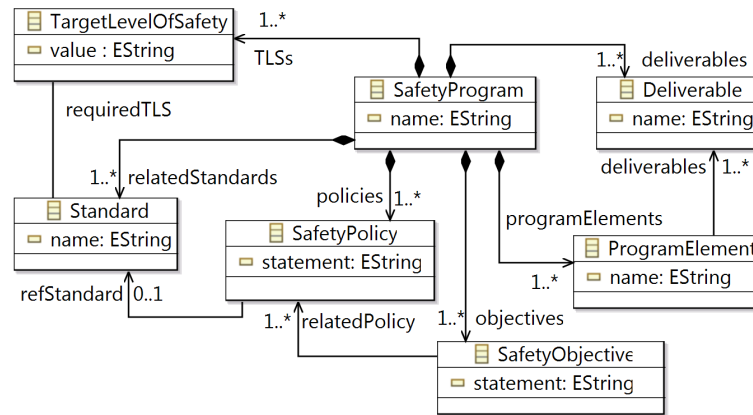 TargetLevelOfSafety
value : EString
1..*
TLSs
1..*
deliverables
SafetyProgram
name: EString
Deliverable
name: EString
requiredTLS
deliverables
1..*
1..*
relatedStandards
policies
1..*
programElements
Standard
name: EString
SafetyPolicy
statement: EString
ProgramElement
name: EString
1..*
refStandard
0..1
1..*
relatedPolicy
1..*
objectives
SafetyObjective
statement: EString